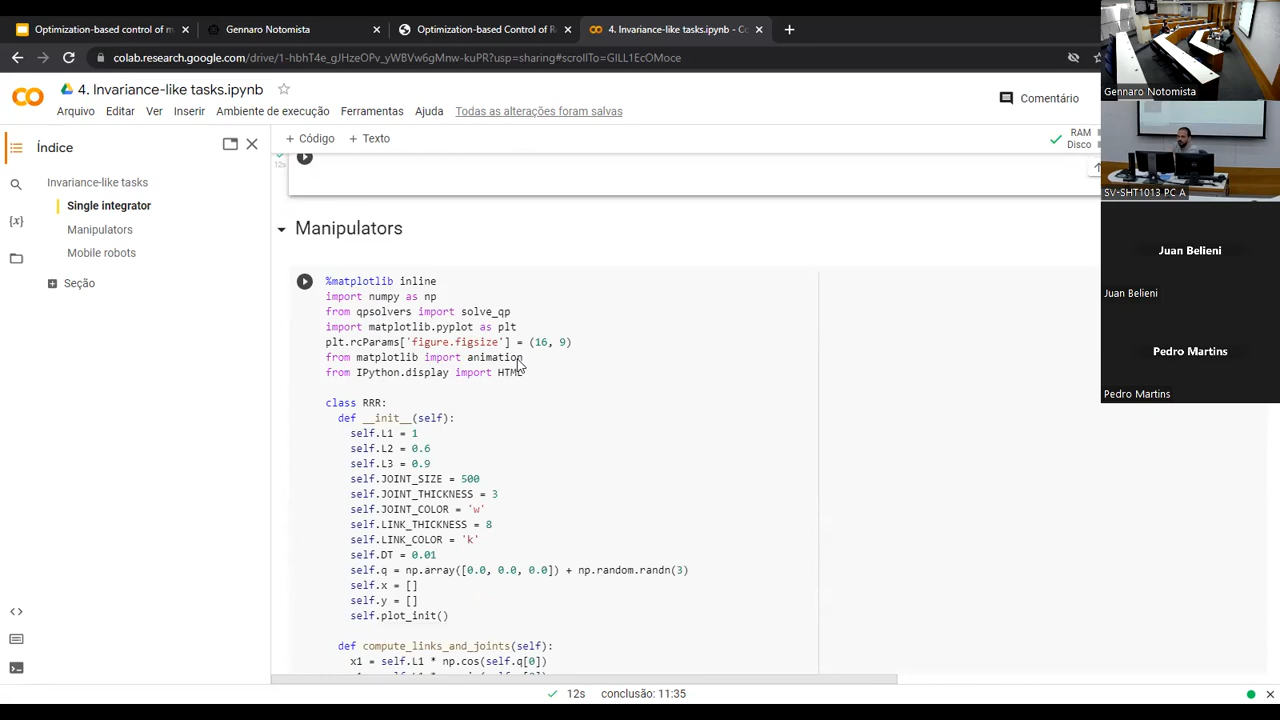 Optimization-based control of m
Gennaro Notomista
Optimization-based Control of R
4. Invariance-like tasks.ipynb - Co
colab.research.google.com/drive/1-hbhT4e_gJHzeOPv_yWBVw6gMnw-kuPR?usp=sharing#scrollTo=GILL1EcOMoce
4. Invariance-like tasks.ipynb
Arquivo Editar Ver Inserir Ambiente de execução Ferramentas Ajuda Todas as alterações foram salvas
Comentário
+ Código + Texto
RAM
Disco
Índice
Invariance-like tasks
Single integrator
Manipulators
Mobile robots
Seção
{x}
12s
Manipulators
%matplotlib inline
import numpy as np
from qpsolvers import solve_qp
import matplotlib.pyplot as plt
plt.rcParams['figure.figsize'] = (16, 9)
from matplotlib import animation
from IPython.display import HTML
class RRR:
def __init__(self):
self.L1 = 1
self.L2 = 0.6
self.L3 = 0.9
self.JOINT_SIZE = 500
self.JOINT_THICKNESS = 3
self.JOINT_COLOR = 'w'
self.LINK_THICKNESS = 8
self.LINK_COLOR = 'k'
self.DT = 0.01
self.q = np.array([0.0, 0.0, 0.0]) + np.random.randn(3)
self.x = []
self.y = []
self.plot_init()
def compute_links_and_joints(self):
x1 = self.L1 * np.cos(self.q[0])
12s conclusão: 11:35
Gennaro Notomista
SV-SHT1013 PC A
Juan Belieni
Juan Belieni
Pedro Martins
Pedro Martins